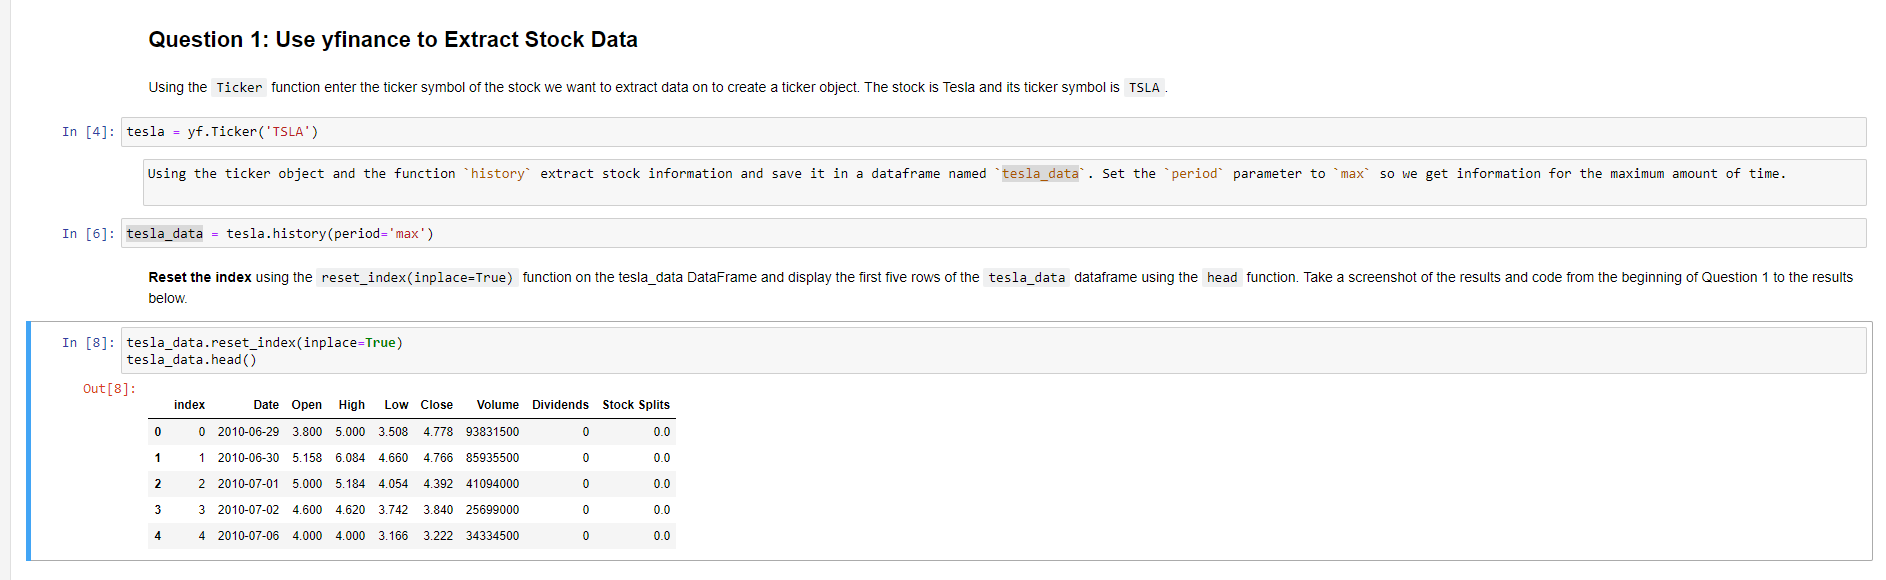 Question 1: Use yfinance to Extract Stock Data
Using the Ticker function enter the ticker symbol of the stock we want to extract data on to create a ticker object. The stock is Tesla and its ticker symbol is TSLA .
In [4]: tesla = yf.Ticker('TSLA')
Using the ticker object and the function `history` extract stock information and save it in a dataframe named `tesla_data`. Set the `period` parameter to `max` so we get information for the maximum amount of time.
In [6]: tesla_data = tesla.history(period='max')
Reset the index using the reset_index(inplace=True) function on the tesla_data DataFrame and display the first five rows of the tesla_data dataframe using the head function. Take a screenshot of the results and code from the beginning of Question 1 to the results
below.
In [8]: tesla_data.reset_index(inplace=True)
tesla_data.head()
Out[8]:
index Date Open High Low Close Volume Dividends Stock Splits
0 0 2010-06-29 3.800 5.000 3.508 4.778 93831500 0 0.0
1 1 2010-06-30 5.158 6.084 4.660 4.766 85935500 0 0.0
2 2 2010-07-01 5.000 5.184 4.054 4.392 41094000 0 0.0
3 3 2010-07-02 4.600 4.620 3.742 3.840 25699000 0 0.0
4 4 2010-07-06 4.000 4.000 3.166 3.222 34334500 0 0.0